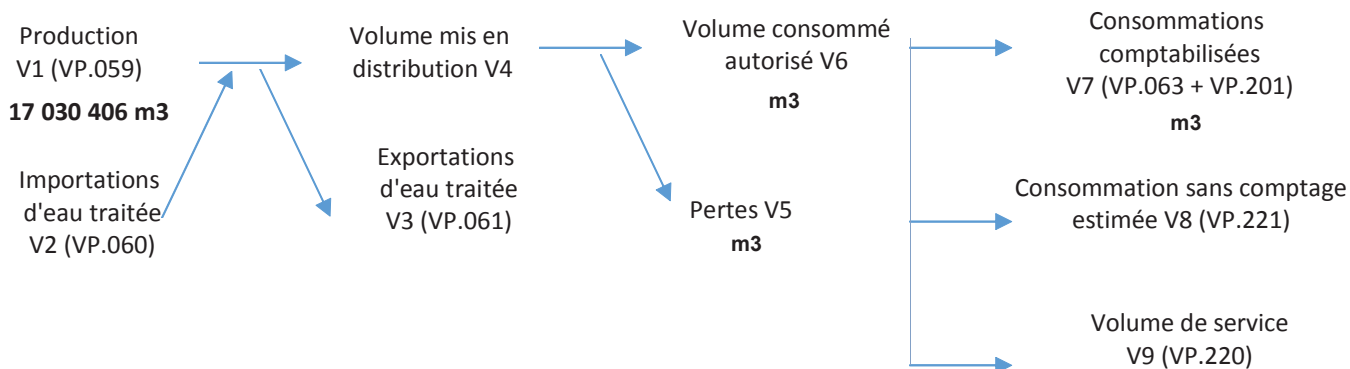 Production
V1 (VP.059)
17 030 406 m3
Importations
d'eau traitée
V2 (VP.060)
Volume mis en
distribution V4
Exportations
d'eau traitée
V3 (VP.061)
Volume consommé
autorisé V6
m3
Pertes V5
m3
Consommations
comptabilisées
V7 (VP.063 + VP.201)
m3
Consommation sans comptage
estimée V8 (VP.221)
Volume de service
V9 (VP.220)